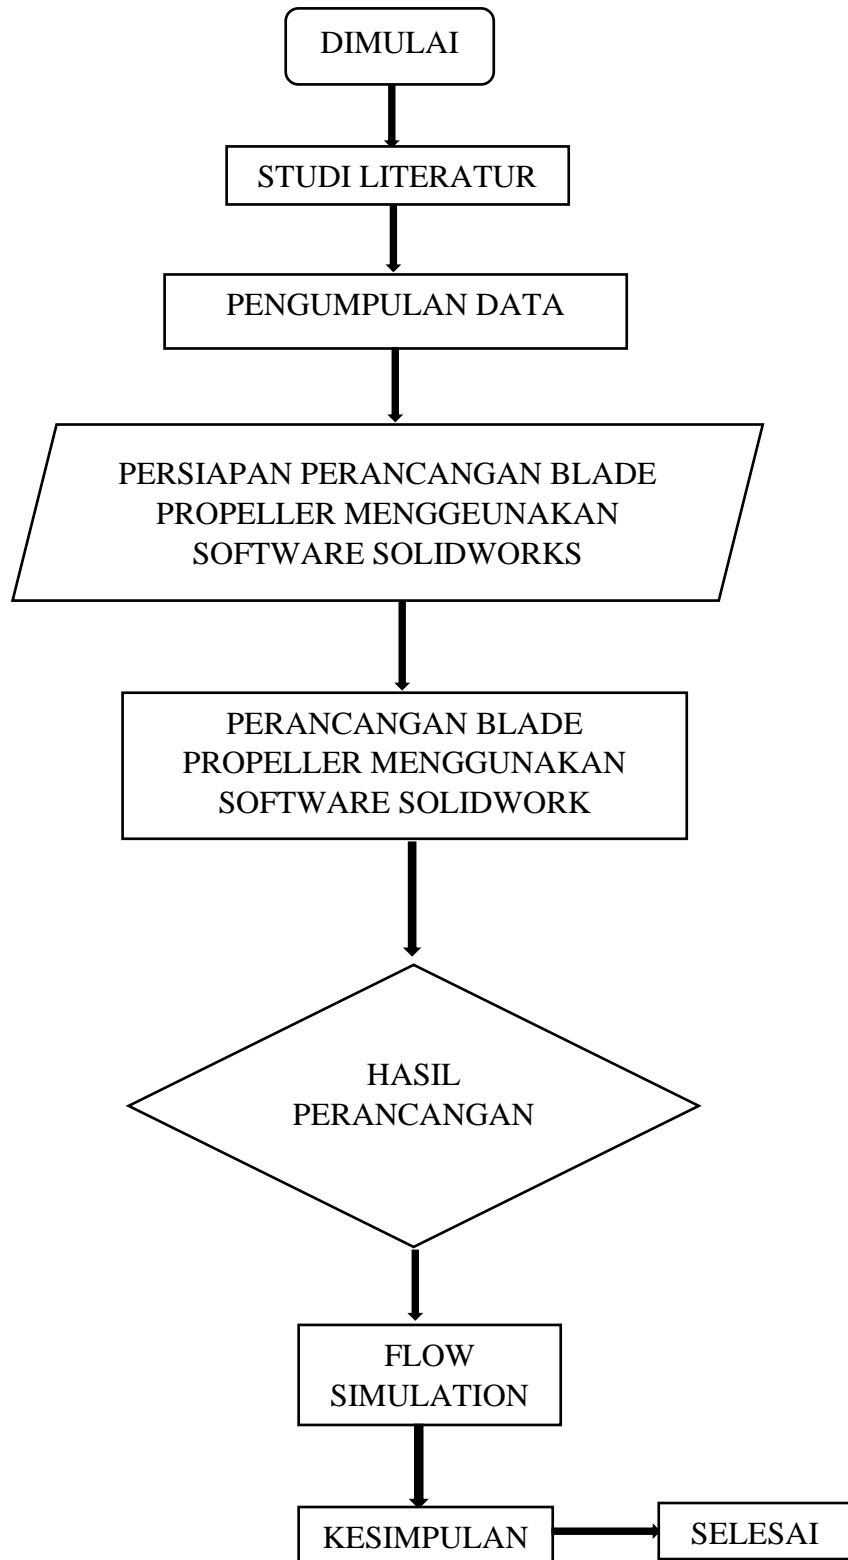 DIMULAI
STUDI LITERATUR
PENGUMPULAN DATA
PERSIAPAN PERANCANGAN BLADE
PROPELLER MENGGEUNAKAN
SOFTWARE SOLIDWORKS
PERANCANGAN BLADE
PROPELLER MENGGUNAKAN
SOFTWARE SOLIDWORK
HASIL
PERANCANGAN
FLOW
SIMULATION
KESIMPULAN
SELESAI